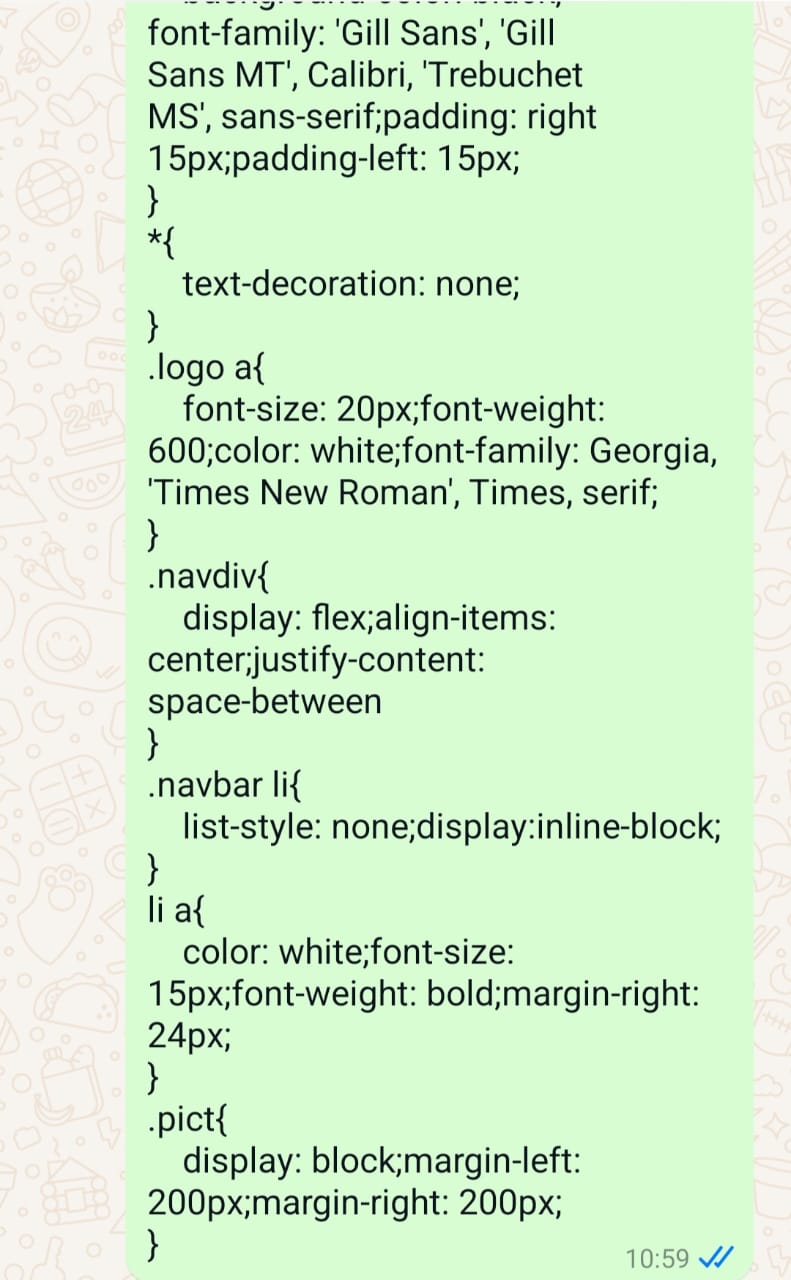 font-family: 'Gill Sans', 'Gill
Sans MT', Calibri, 'Trebuchet
MS', sans-serif;padding: right
15px;padding-left: 15px;
}
*{
    text-decoration: none;
}
.logo a{
    font-size: 20px;font-weight:
600;color: white;font-family: Georgia,
'Times New Roman', Times, serif;
}
.navdiv{
    display: flex;align-items:
center;justify-content:
space-between
}
.navbar li{
    list-style: none;display:inline-block;
}
li a{
    color: white;font-size:
15px;font-weight: bold;margin-right:
24px;
}
.pict{
    display: block;margin-left:
200px;margin-right: 200px;
}
10:59